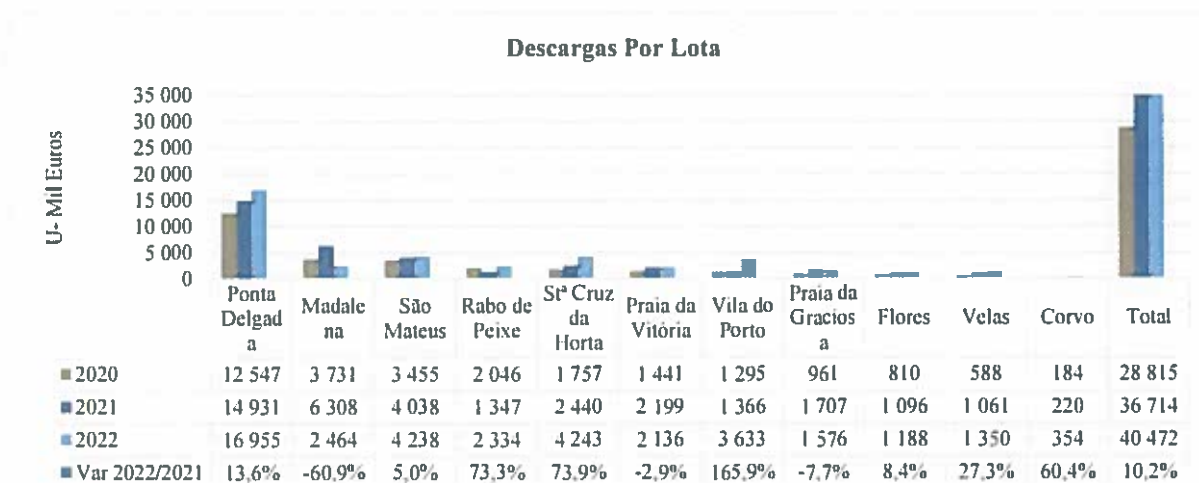 Descargas Por Lota
U- Mil Euros
35 000
30 000
25 000
20 000
15 000
10 000
5 000
0
Ponta Delgad a Madale na São Mateus Rabo de Peixe Stª Cruz da Horta Praia da Vitória Vila do Porto Praia da Gracios a Flores Velas Corvo Total
2020 12 547 3 731 3 455 2 046 1 757 1 441 1 295 961 810 588 184 28 815
2021 14 931 6 308 4 038 1 347 2 440 2 199 1 366 1 707 1 096 1 061 220 36 714
2022 16 955 2 464 4 238 2 334 4 243 2 136 3 633 1 576 1 188 1 350 354 40 472
Var 2022/2021 13,6% -60,9% 5,0% 73,3% 73,9% -2,9% 165,9% -7,7% 8,4% 27,3% 60,4% 10,2%